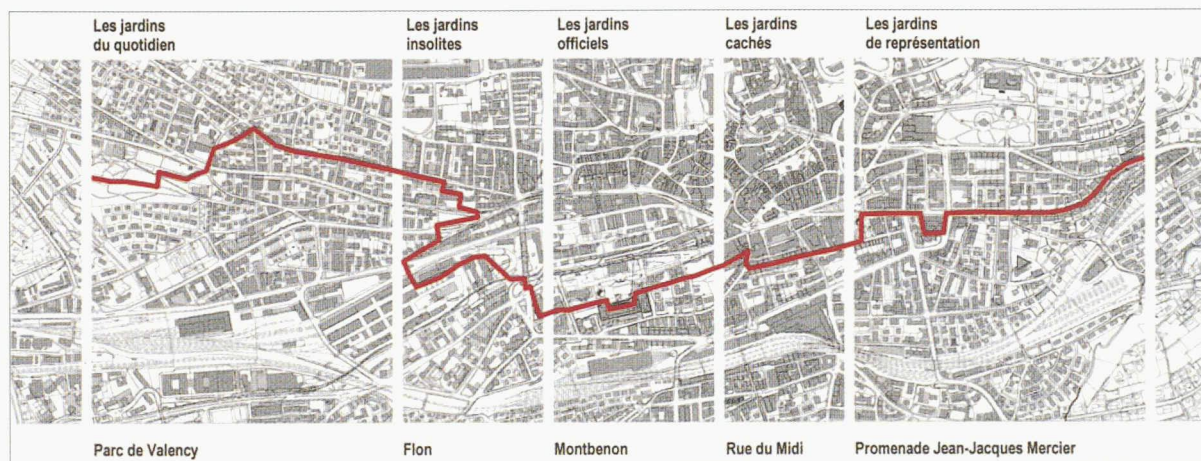 Les jardins
du quotidien
Les jardins
insolites
Les jardins
officiels
Les jardins
cachés
Les jardins
de représentation
Parc de Valency
Flon
Montbenon
Rue du Midi
Promenade Jean-Jacques Mercier